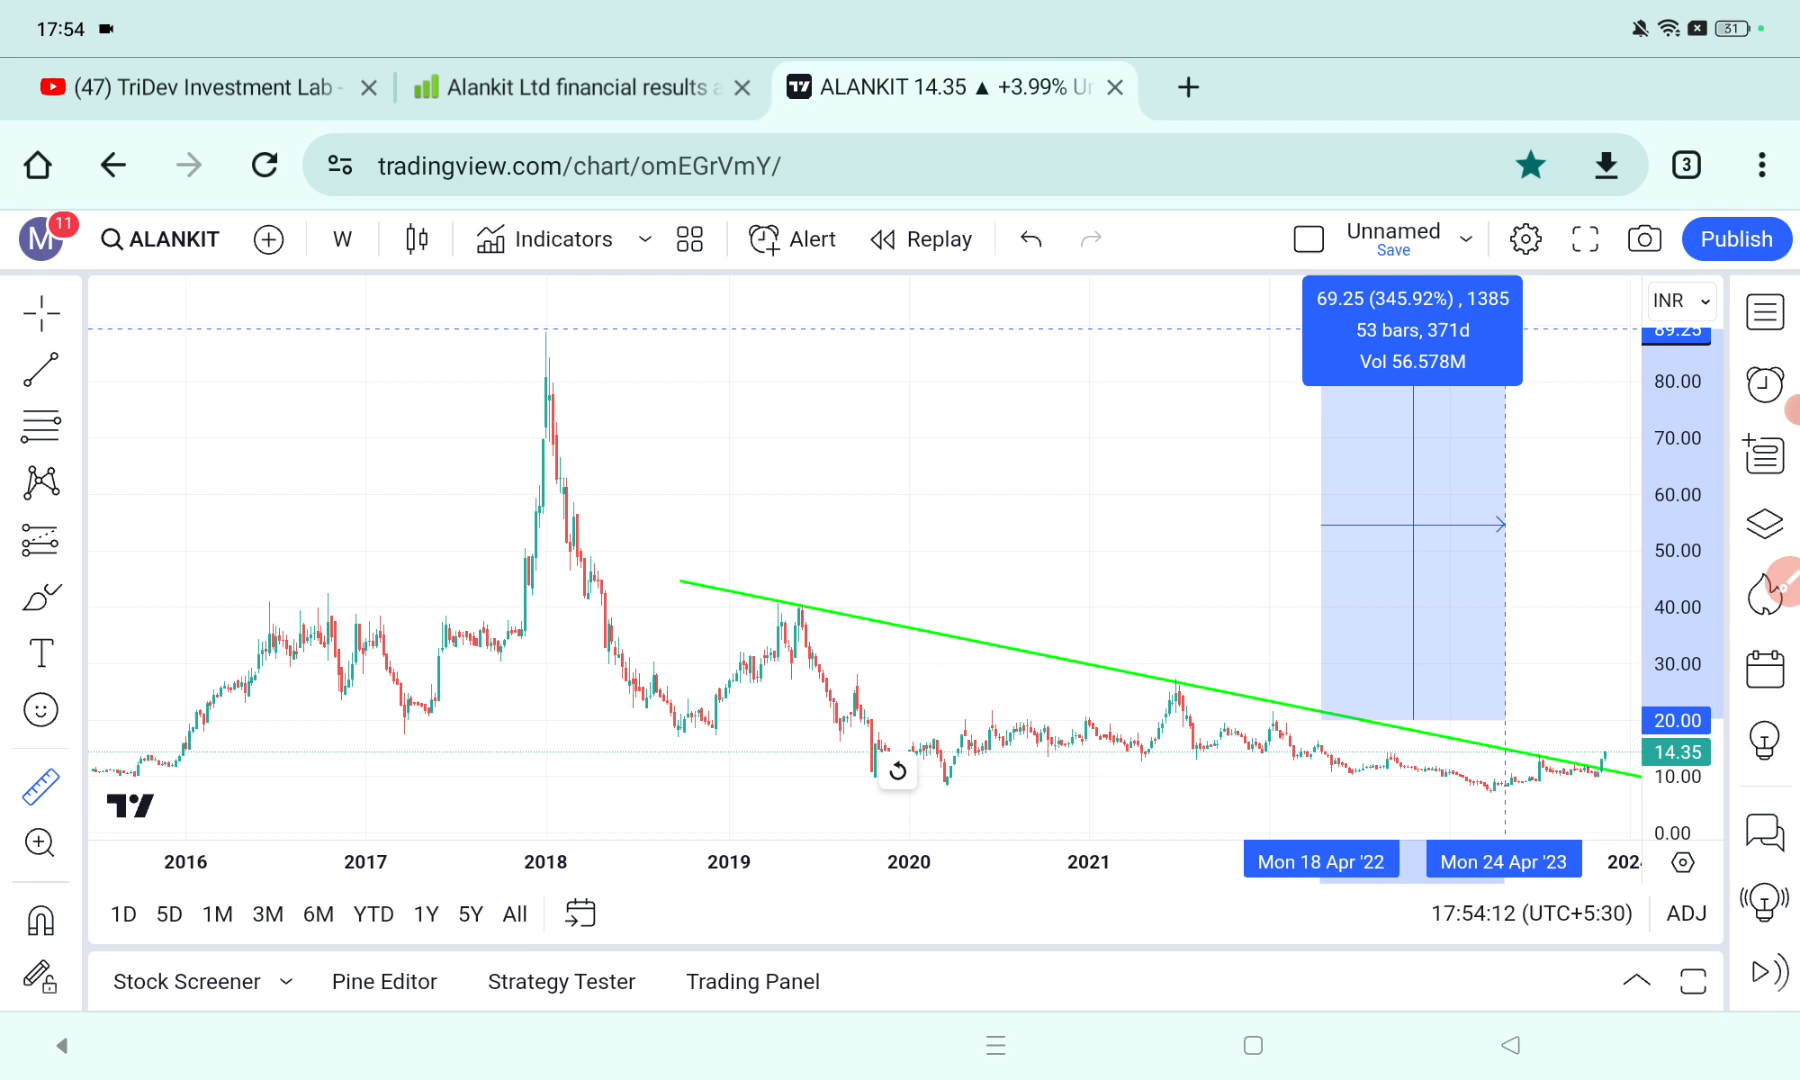 17:54
31
(47) TriDev Investment Lab -
Alankit Ltd financial results a
ALANKIT 14.35 ▲ +3.99% Un
tradingview.com/chart/omEGrVmY/
3
M
11
ALANKIT
W
Indicators
Alert
Replay
Unnamed
Save
Publish
69.25 (345.92%) , 1385
53 bars, 371d
Vol 56.578M
INR
89.25
80.00
70.00
60.00
50.00
40.00
30.00
20.00
14.35
10.00
0.00
2016
2017
2018
2019
2020
2021
Mon 18 Apr '22
Mon 24 Apr '23
2024
1D
5D
1M
3M
6M
YTD
1Y
5Y
All
17:54:12 (UTC+5:30)
ADJ
Stock Screener
Pine Editor
Strategy Tester
Trading Panel